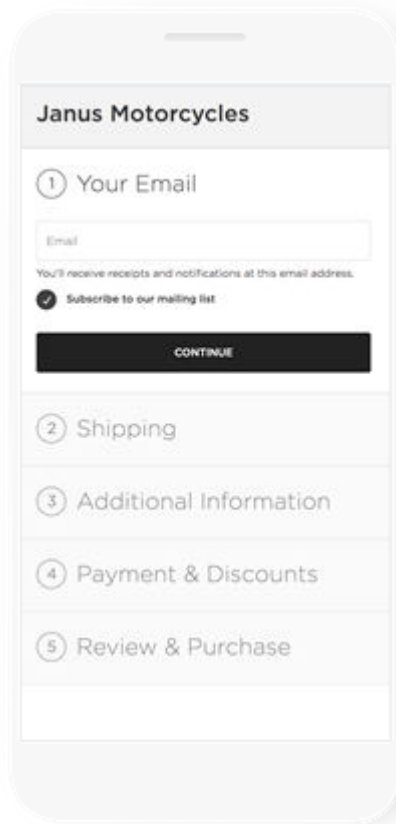 Janus Motorcycles
1 Your Email
Email
You'll receive receipts and notifications at this email address.
Subscribe to our mailing list
CONTINUE
2 Shipping
3 Additional Information
4 Payment & Discounts
5 Review & Purchase